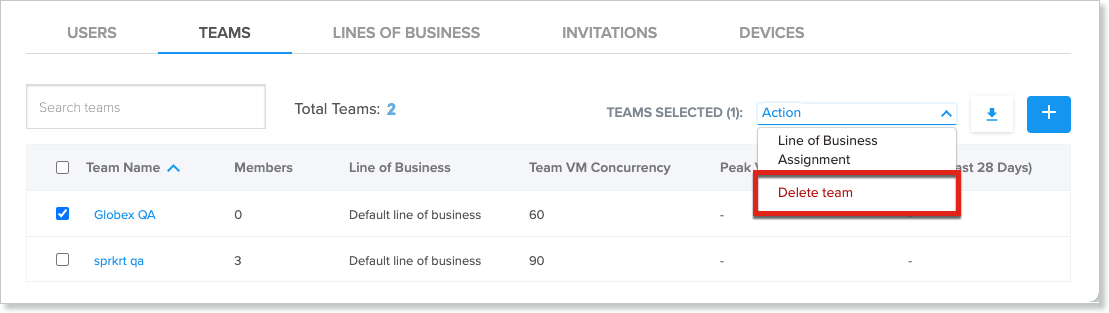 USERS TEAMS LINES OF BUSINESS INVITATIONS DEVICES
Search teams
Total Teams: 2
TEAMS SELECTED (1): Action
Line of Business
Assignment
Delete team
Team Name Members Line of Business Team VM Concurrency Peak ast 28 Days)
Globex QA 0 Default line of business 60 - -
sprkrt qa 3 Default line of business 90 - -